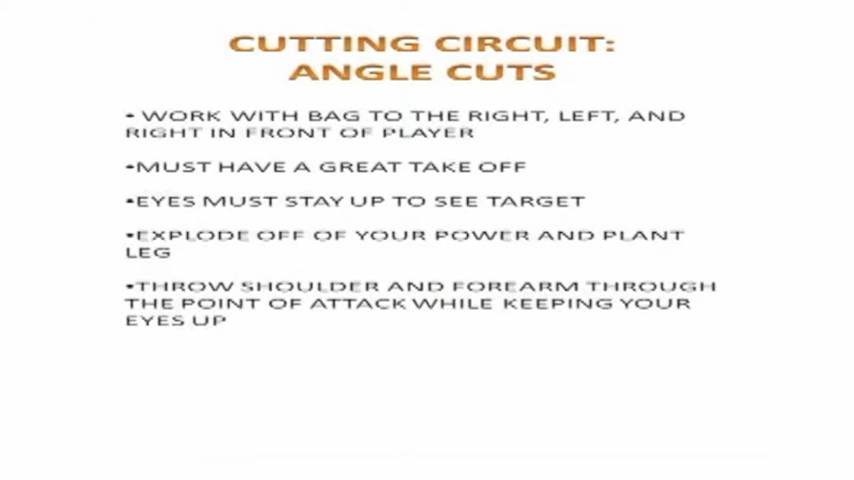 CUTTING CIRCUIT:
ANGLE CUTS
• WORK WITH BAG TO THE RIGHT, LEFT, AND
RIGHT IN FRONT OF PLAYER
•MUST HAVE A GREAT TAKE OFF
•EYES MUST STAY UP TO SEE TARGET
•EXPLODE OFF OF YOUR POWER AND PLANT
LEG
•THROW SHOULDER AND FOREARM THROUGH
THE POINT OF ATTACK WHILE KEEPING YOUR
EYES UP